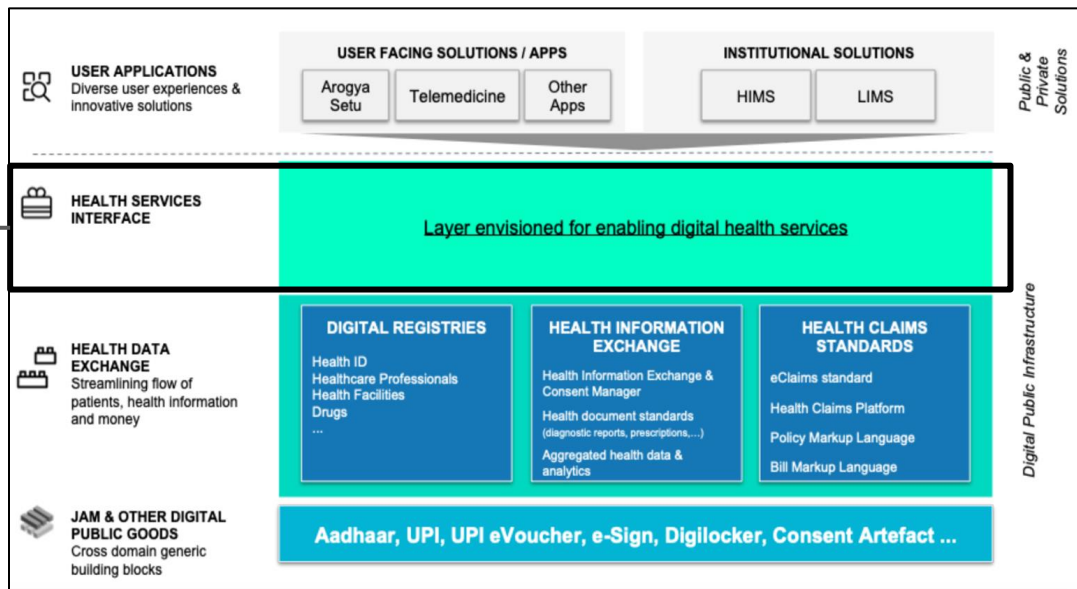 USER APPLICATIONS
Diverse user experiences &
innovative solutions
USER FACING SOLUTIONS / APPS
Arogya
Setu
Telemedicine
Other
Apps
INSTITUTIONAL SOLUTIONS
HIMS
LIMS
Public &
Private
Solutions
HEALTH SERVICES
INTERFACE
Layer envisioned for enabling digital health services
HEALTH DATA
EXCHANGE
Streamlining flow of
patients, health information
and money
DIGITAL REGISTRIES
Health ID
Healthcare Professionals
Health Facilities
Drugs
...
HEALTH INFORMATION
EXCHANGE
Health Information Exchange &
Consent Manager
Health document standards
(diagnostic reports, prescriptions,...)
Aggregated health data &
analytics
HEALTH CLAIMS
STANDARDS
eClaims standard
Health Claims Platform
Policy Markup Language
Bill Markup Language
Digital Public Infrastructure
JAM & OTHER DIGITAL
PUBLIC GOODS
Cross domain generic
building blocks
Aadhaar, UPI, UPI eVoucher, e-Sign, Digilocker, Consent Artefact ...